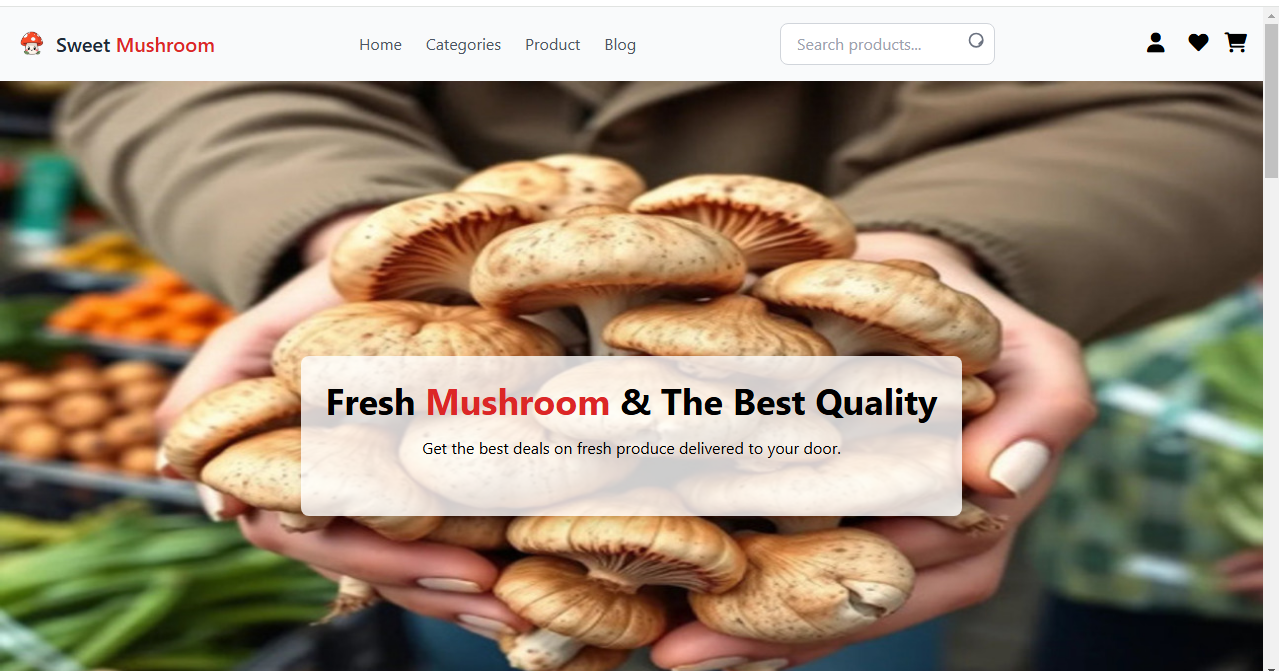 Sweet Mushroom
Home
Categories
Product
Blog
Search products...
Fresh Mushroom & The Best Quality
Get the best deals on fresh produce delivered to your door.